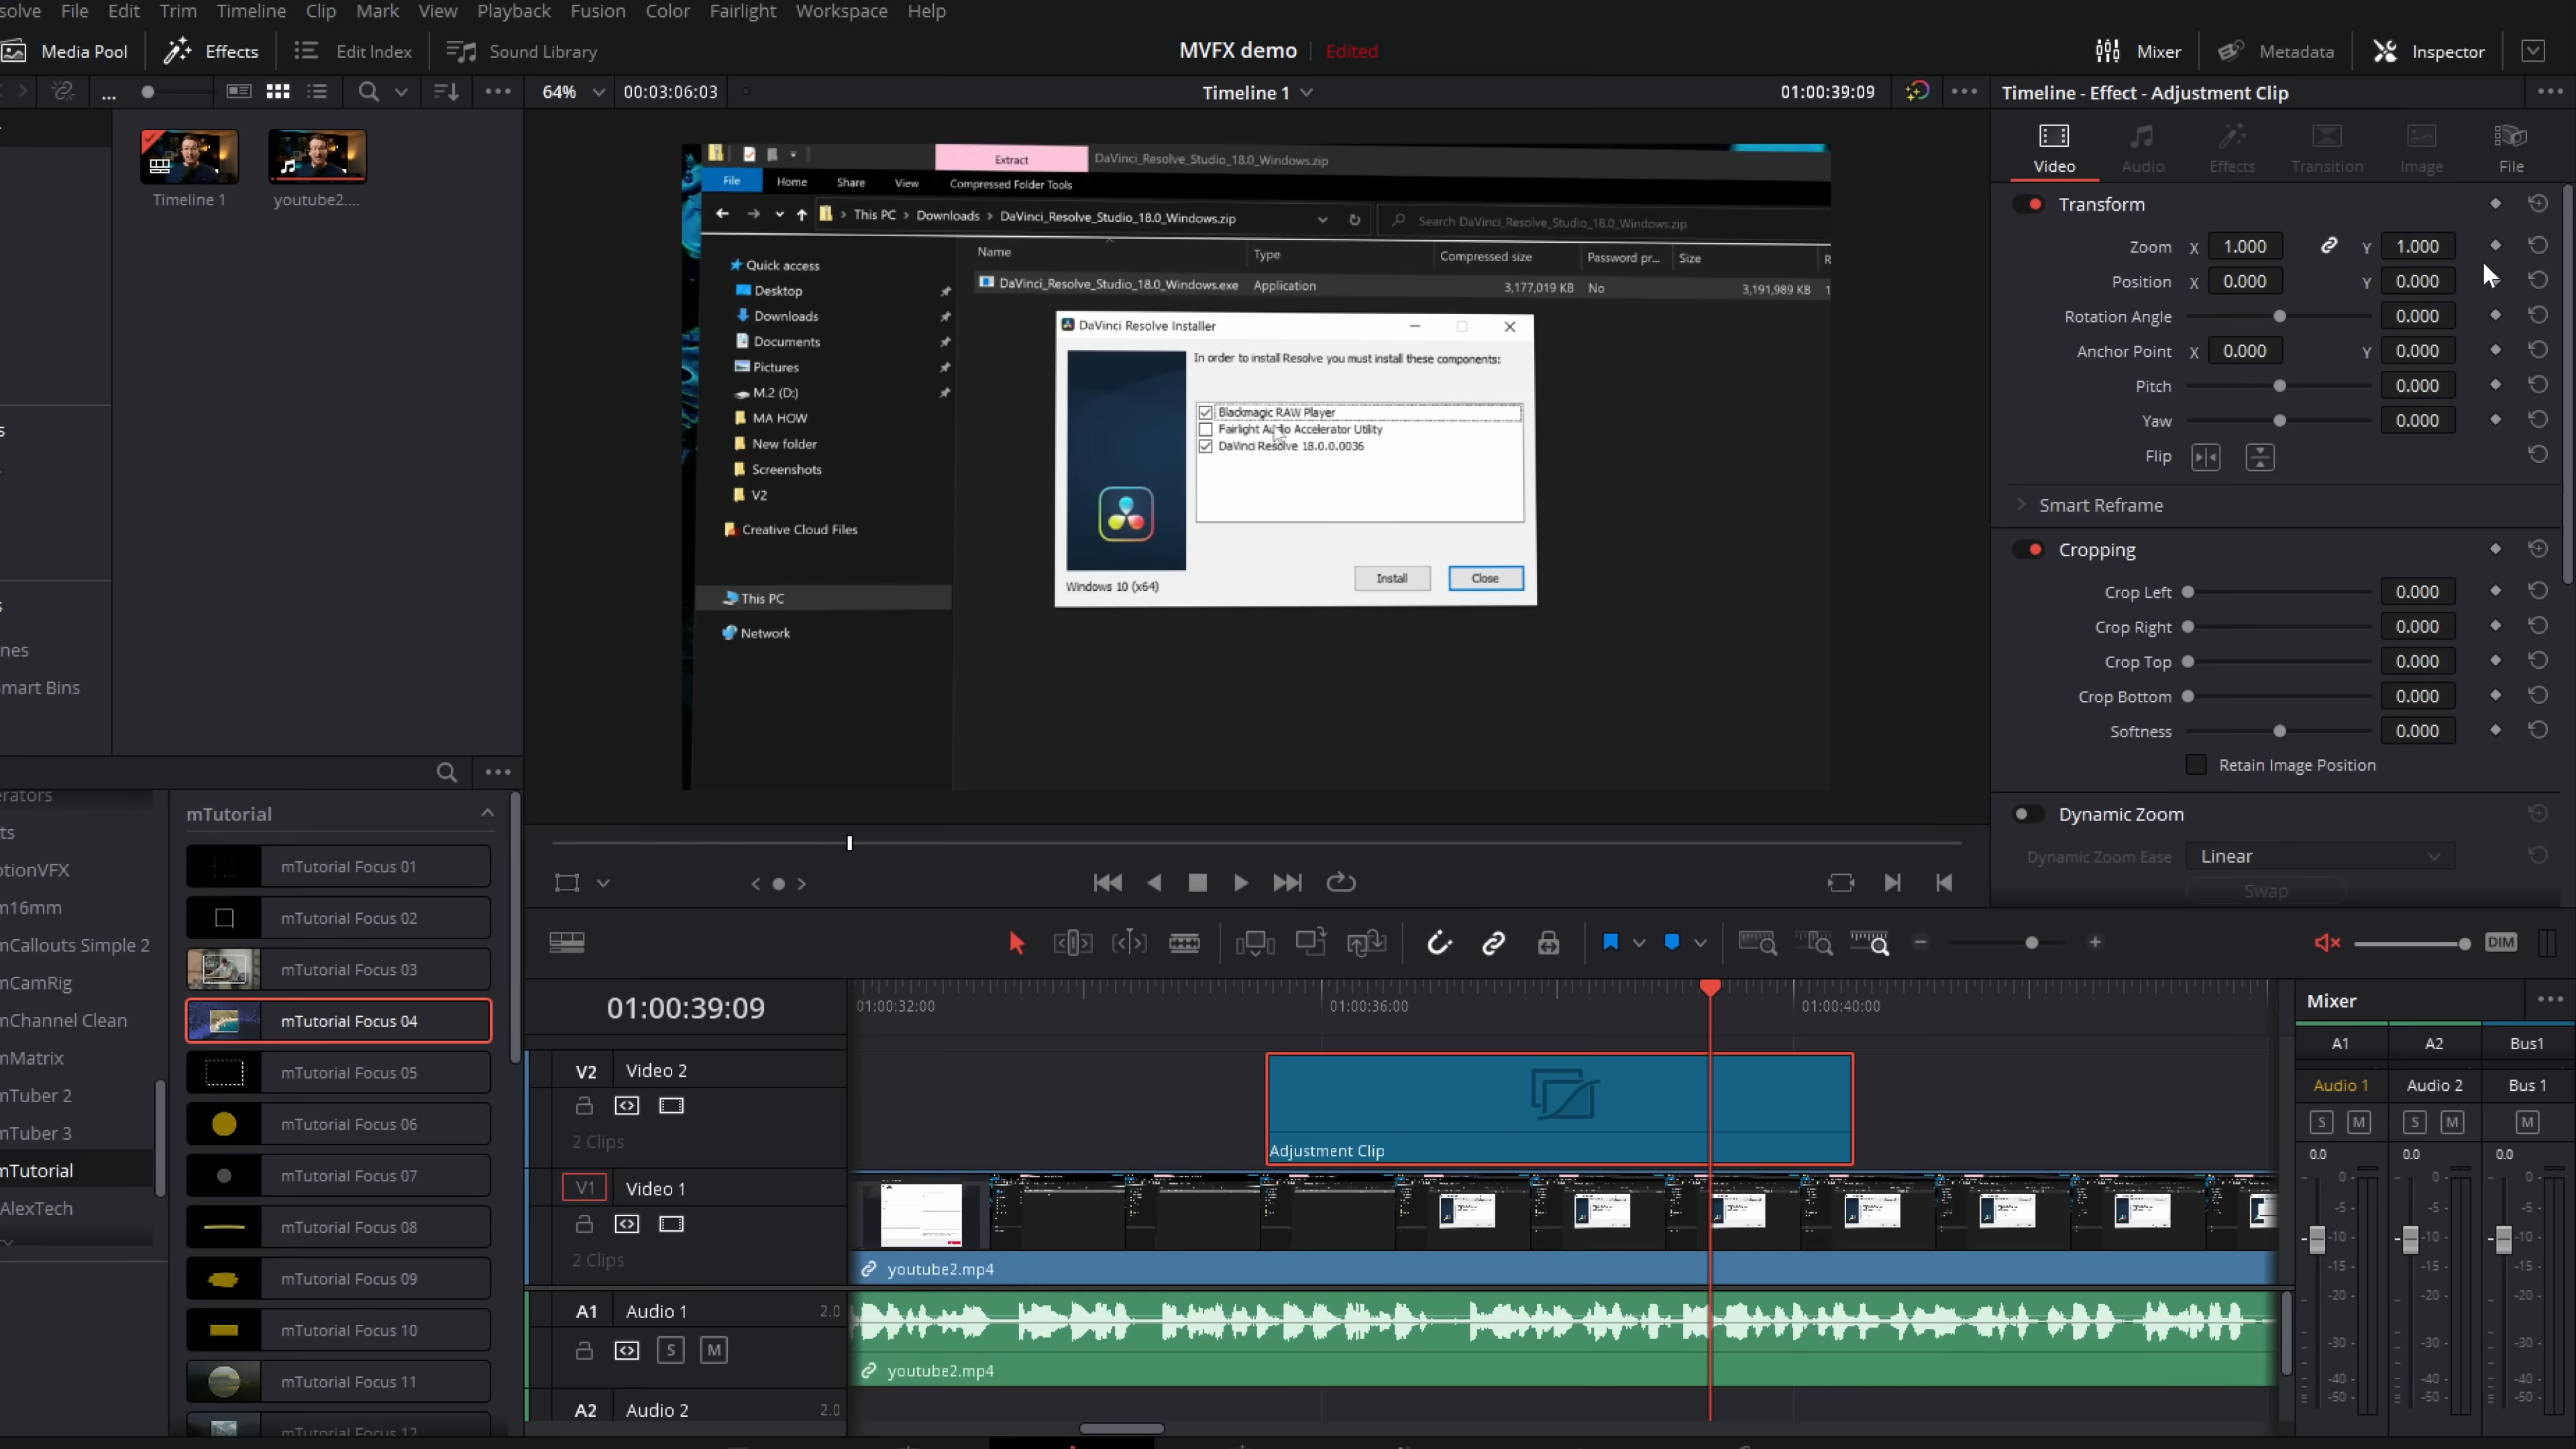 solve File Edit Trim Timeline Clip Mark View Playback Fusion Color Fairlight Workspace Help
Media Pool Effects Edit Index Sound Library MVFX demo Edited Mixer Metadata Inspector
... 64% 00:03:06:03 Timeline 1 01:00:39:09 Timeline - Effect - Adjustment Clip
Timeline 1 youtube2....
Video Audio Effects Transition Image File
Transform
Zoom X 1.000 Y 1.000
Position X 0.000 Y 0.000
Rotation Angle 0.000
Anchor Point X 0.000 Y 0.000
Pitch 0.000
Yaw 0.000
Flip
Smart Reframe
Cropping
Crop Left 0.000
Crop Right 0.000
Crop Top 0.000
Crop Bottom 0.000
Softness 0.000
Retain Image Position
Dynamic Zoom
Dynamic Zoom Ease Linear
Swap
Extract DaVinci_Resolve_Studio_18.0_Windows.zip
File Home Share View Compressed Folder Tools
This PC > Downloads > DaVinci_Resolve_Studio_18.0_Windows.zip Search DaVinci_Resolve_Studio_18.0_Windows.zip
Name Type Compressed size Password pr... Size R
DaVinci_Resolve_Studio_18.0_Windows.exe Application 3,177,019 KB No 3,191,989 KB 1
Quick access
Desktop
Downloads
Documents
Pictures
M.2 (D:)
MA HOW
New folder
Screenshots
V2
Creative Cloud Files
This PC
Network
DaVinci Resolve Installer
In order to install Resolve you must install these components:
Blackmagic RAW Player
Fairlight Audio Accelerator Utility
DaVinci Resolve 18.0.0.0036
Windows 10 (x64)
Install Close
nes
mart Bins
erators
ts
otionVFX
m16mm
mCallouts Simple 2
mCamRig
mChannel Clean
mMatrix
mTuber 2
mTuber 3
mTutorial
AlexTech
mTutorial
mTutorial Focus 01
mTutorial Focus 02
mTutorial Focus 03
mTutorial Focus 04
mTutorial Focus 05
mTutorial Focus 06
mTutorial Focus 07
mTutorial Focus 08
mTutorial Focus 09
mTutorial Focus 10
mTutorial Focus 11
mTutorial Focus 12
DIM
01:00:39:09 01:00:32:00 01:00:36:00 01:00:40:00
V2 Video 2
2 Clips
Adjustment Clip
V1 Video 1
2 Clips
youtube2.mp4
A1 Audio 1 2.0
S M
youtube2.mp4
A2 Audio 2 2.0
Mixer
A1 A2 Bus1
Audio 1 Audio 2 Bus 1
S M S M M
0.0 0.0 0.0
0 0 0
-5 -5 -5
-10 -10 -10
-15 -15 -15
-20 -20 -20
-30 -30 -30
-40 -40 -40
-50 -50 -50